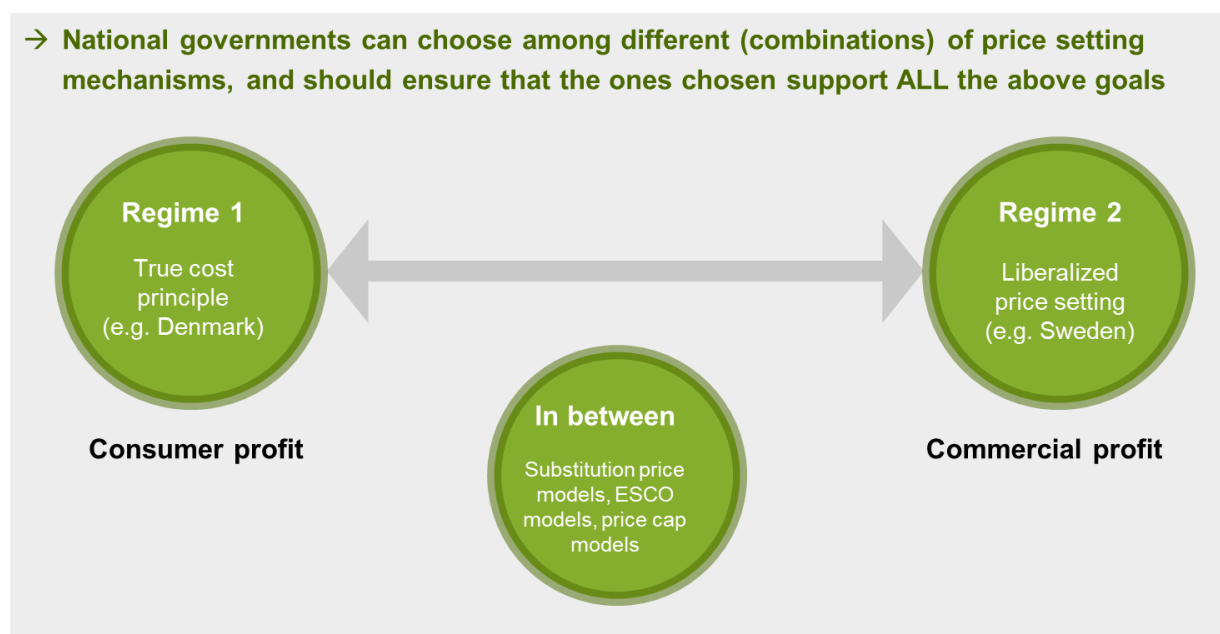 → National governments can choose among different (combinations) of price setting
mechanisms, and should ensure that the ones chosen support ALL the above goals
Regime 1
True cost
principle
(e.g. Denmark)
Consumer profit
In between
Substitution price
models, ESCO
models, price cap
models
Regime 2
Liberalized
price setting
(e.g. Sweden)
Commercial profit